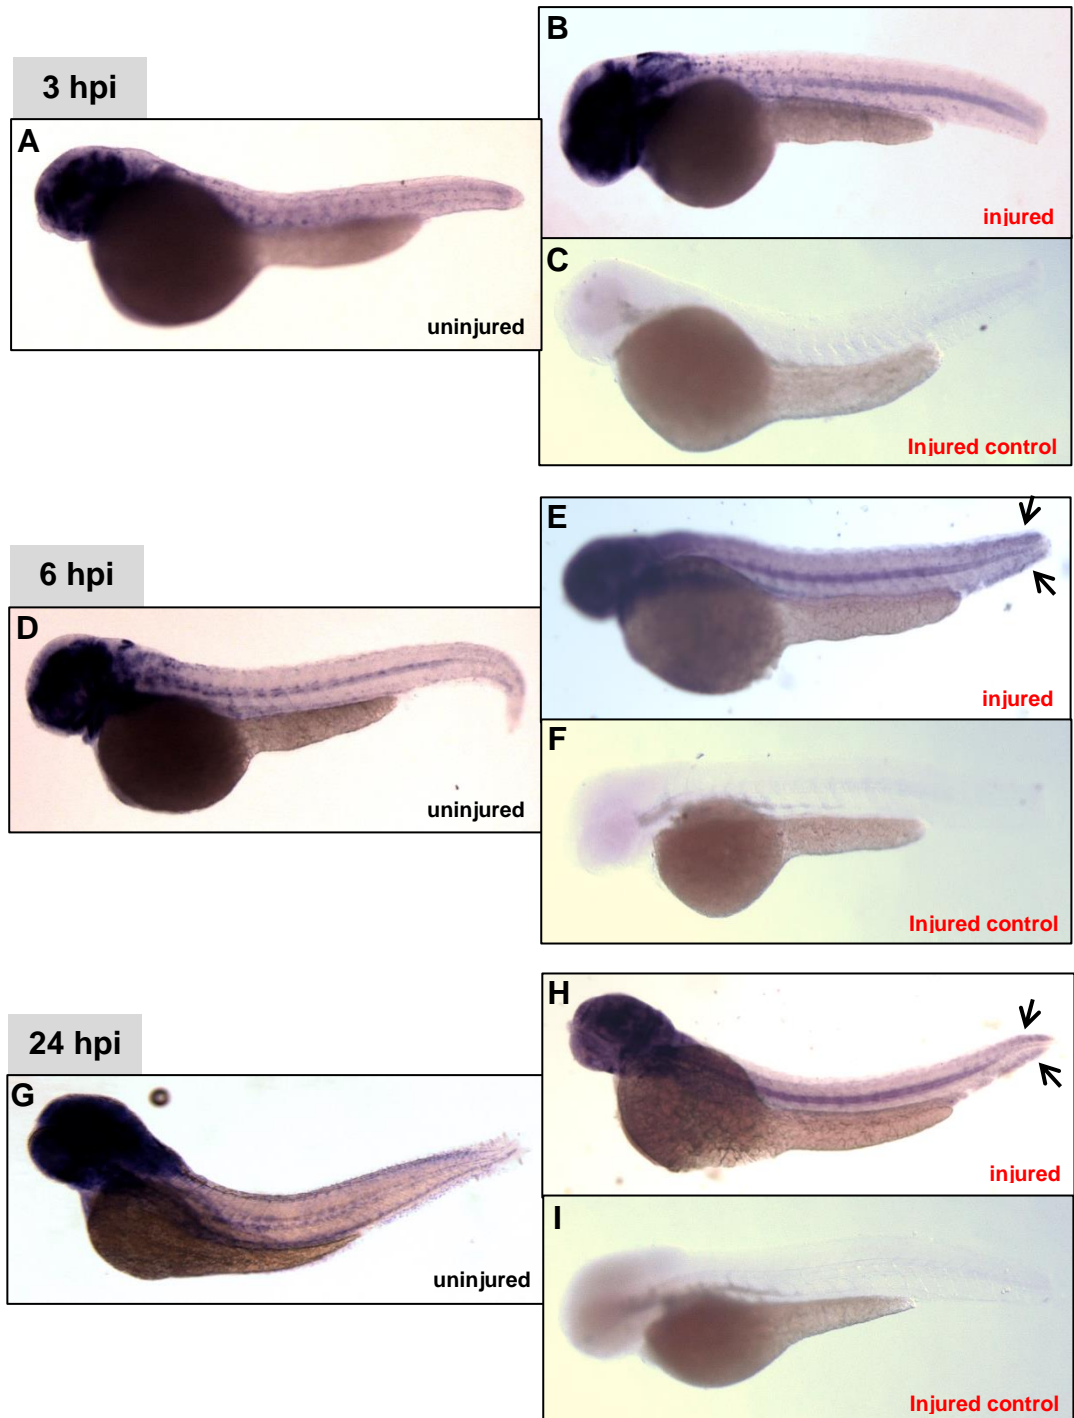 3 hpi
A
uninjured
B
injured
C
Injured control
6 hpi
D
uninjured
E
injured
F
Injured control
24 hpi
G
uninjured
H
injured
I
Injured control